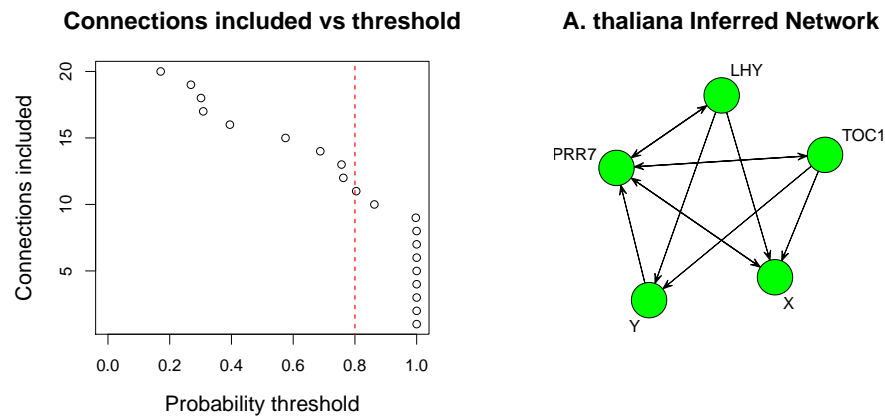 Connections included vs threshold
Connections included
20
15
10
5
0.0 0.2 0.4 0.6 0.8 1.0
Probability threshold
A. thaliana Inferred Network
LHY
TOC1
PRR7
X
Y